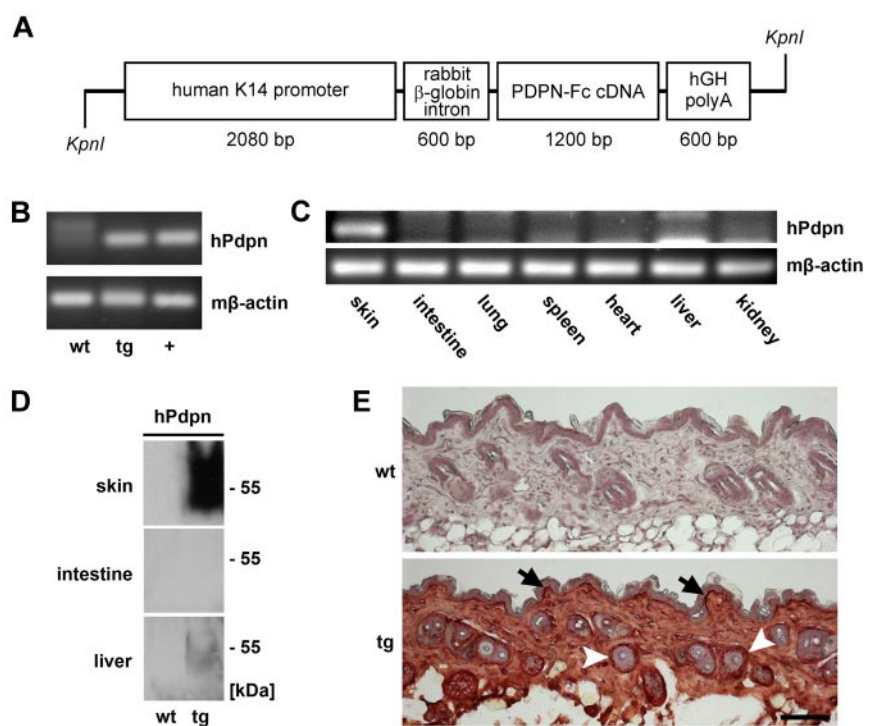 A
KpnI
human K14 promoter
rabbit
β-globin
intron
PDPN-Fc cDNA
hGH
polyA
KpnI
2080 bp
600 bp
1200 bp
600 bp
B
hPdpn
mβ-actin
wt tg +
C
hPdpn
mβ-actin
skin intestine lung spleen heart liver kidney
D
hPdpn
skin - 55
intestine - 55
liver - 55
[kDa]
wt tg
E
wt
tg